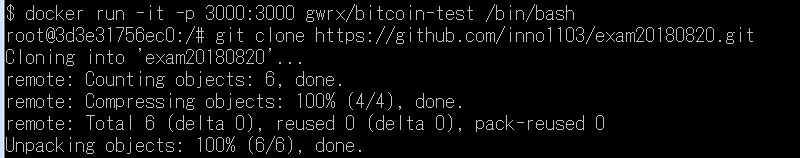 $ docker run -it -p 3000:3000 gwrx/bitcoin-test /bin/bash
root@3d3e31756ec0:/# git clone https://github.com/inno1103/exam20180820.git
Cloning into 'exam20180820'...
remote: Counting objects: 6, done.
remote: Compressing objects: 100% (4/4), done.
remote: Total 6 (delta 0), reused 0 (delta 0), pack-reused 0
Unpacking objects: 100% (6/6), done.